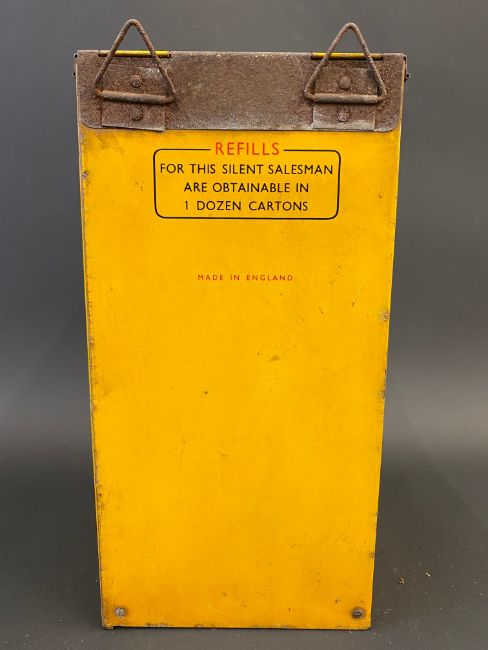 REFILLS
FOR THIS SILENT SALESMAN
ARE OBTAINABLE IN
1 DOZEN CARTONS
MADE IN ENGLAND